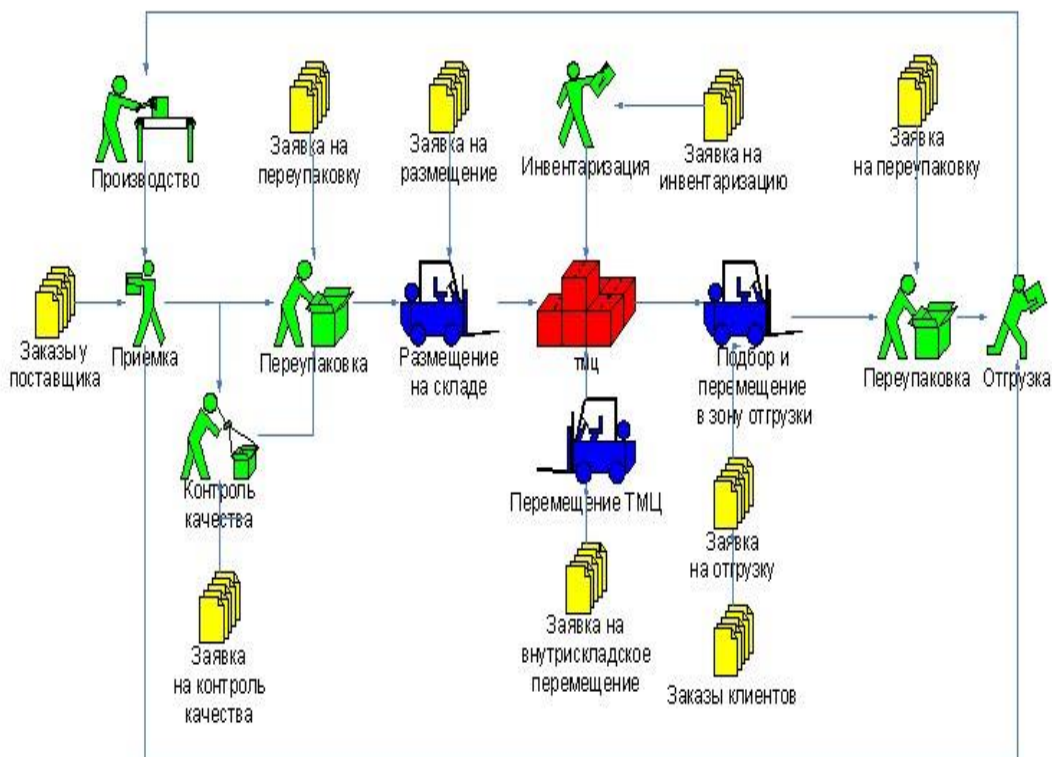 Производство
Заявка на
переупаковку
Заявка на
размещение
Инвентаризация
Заявка на
инвентаризацию
Заявка
на переупаковку
Заказы у
поставщика
Приемка
Переупаковка
Размещение
на складе
тмц
Подбор и
перемещение
в зону отгрузки
Переупаковка
Отгрузка
Контроль
качества
Перемещение ТМЦ
Заявка
на отгрузку
Заявка
на контроль
качества
Заявка на
внутрискладское
перемещение
Заказы клиентов